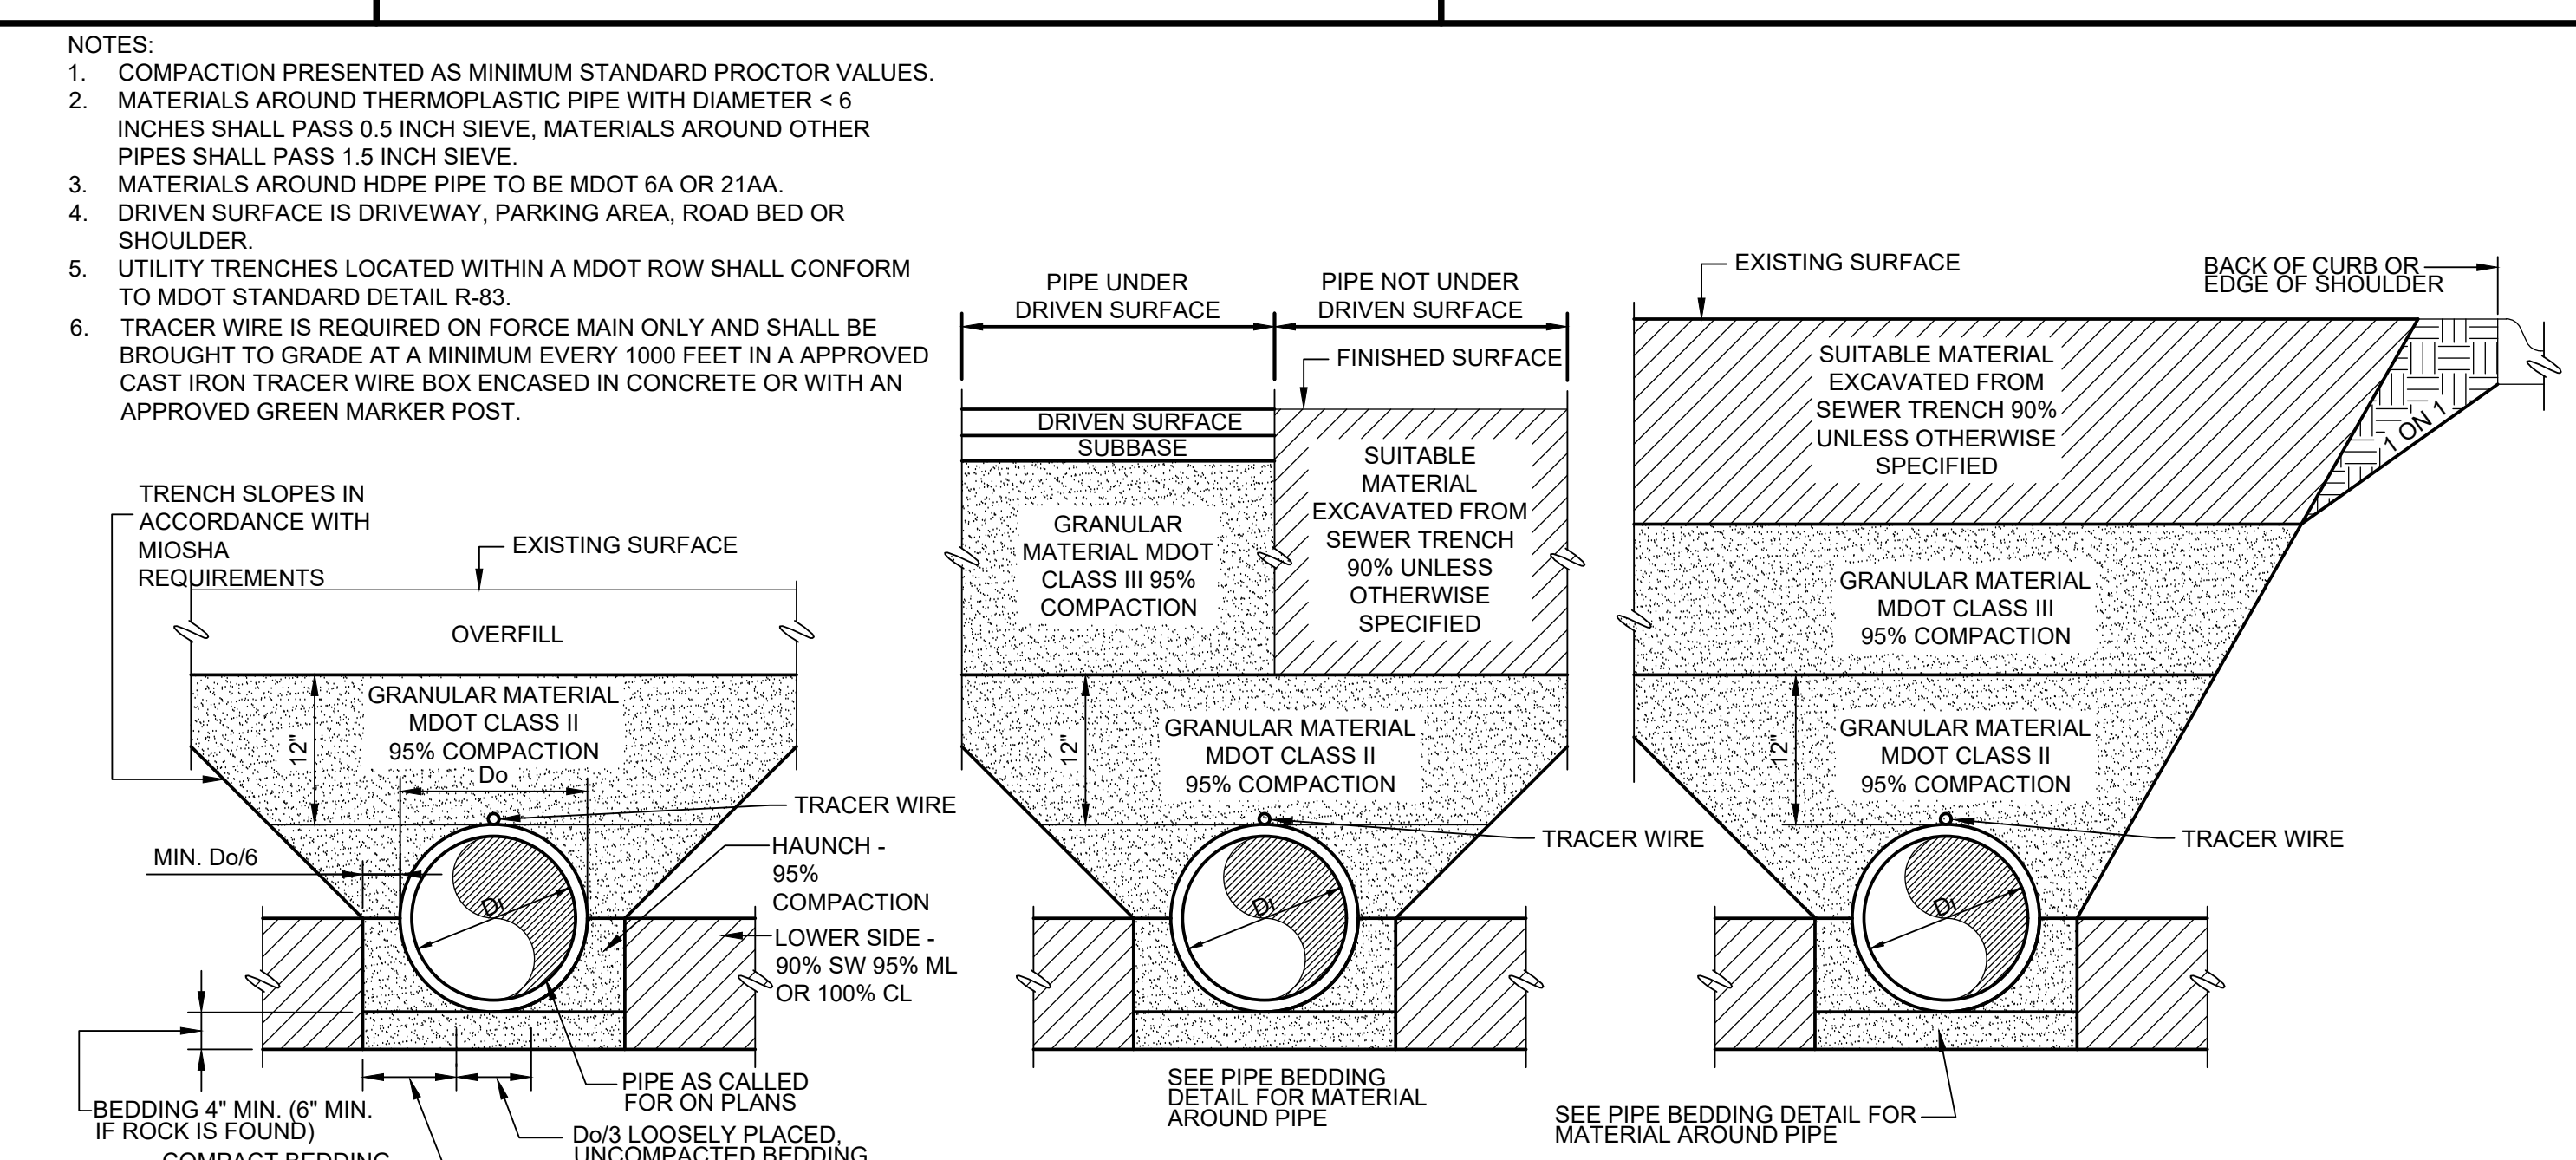 NOTES:
1. COMPACTION PRESENTED AS MINIMUM STANDARD PROCTOR VALUES.
2. MATERIALS AROUND THERMOPLASTIC PIPE WITH DIAMETER < 6
INCHES SHALL PASS 0.5 INCH SIEVE, MATERIALS AROUND OTHER
PIPES SHALL PASS 1.5 INCH SIEVE.
3. MATERIALS AROUND HDPE PIPE TO BE MDOT 6A OR 21AA.
4. DRIVEN SURFACE IS DRIVEWAY, PARKING AREA, ROAD BED OR
SHOULDER.
5. UTILITY TRENCHES LOCATED WITHIN A MDOT ROW SHALL CONFORM
TO MDOT STANDARD DETAIL R-83.
6. TRACER WIRE IS REQUIRED ON FORCE MAIN ONLY AND SHALL BE
BROUGHT TO GRADE AT A MINIMUM EVERY 1000 FEET IN A APPROVED
CAST IRON TRACER WIRE BOX ENCASED IN CONCRETE OR WITH AN
APPROVED GREEN MARKER POST.
TRENCH SLOPES IN
ACCORDANCE WITH
MIOSHA
REQUIREMENTS
EXISTING SURFACE
OVERFILL
GRANULAR MATERIAL
MDOT CLASS II
95% COMPACTION
12"
Do
TRACER WIRE
MIN. Do/6
HAUNCH -
95%
COMPACTION
Di
LOWER SIDE -
90% SW 95% ML
OR 100% CL
PIPE AS CALLED
FOR ON PLANS
BEDDING 4" MIN. (6" MIN.
IF ROCK IS FOUND)
Do/3 LOOSELY PLACED,
UNCOMPACTED BEDDING
COMPACT BEDDING
PIPE UNDER
DRIVEN SURFACE
PIPE NOT UNDER
DRIVEN SURFACE
FINISHED SURFACE
DRIVEN SURFACE
SUBBASE
GRANULAR
MATERIAL MDOT
CLASS III 95%
COMPACTION
SUITABLE
MATERIAL
EXCAVATED FROM
SEWER TRENCH
90% UNLESS
OTHERWISE
SPECIFIED
12"
GRANULAR MATERIAL
MDOT CLASS II
95% COMPACTION
TRACER WIRE
Di
SEE PIPE BEDDING
DETAIL FOR MATERIAL
AROUND PIPE
EXISTING SURFACE
BACK OF CURB OR
EDGE OF SHOULDER
SUITABLE MATERIAL
EXCAVATED FROM
SEWER TRENCH 90%
UNLESS OTHERWISE
SPECIFIED
1 ON 1
GRANULAR MATERIAL
MDOT CLASS III
95% COMPACTION
12"
GRANULAR MATERIAL
MDOT CLASS II
95% COMPACTION
TRACER WIRE
Di
SEE PIPE BEDDING DETAIL FOR
MATERIAL AROUND PIPE